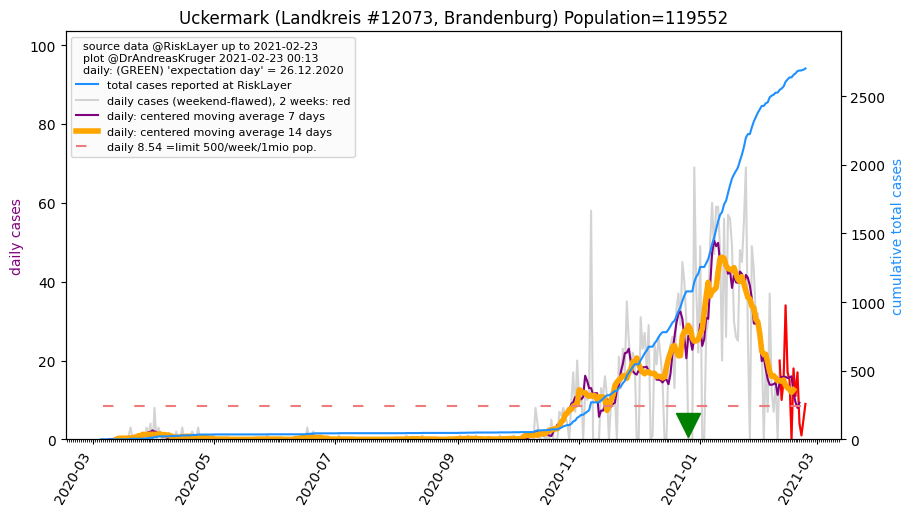 Uckermark (Landkreis #12073, Brandenburg) Population=119552
source data @RiskLayer up to 2021-02-23
plot @DrAndreasKruger 2021-02-23 00:13
daily: (GREEN) 'expectation day' = 26.12.2020
total cases reported at RiskLayer
daily cases (weekend-flawed), 2 weeks: red
daily: centered moving average 7 days
daily: centered moving average 14 days
daily 8.54 =limit 500/week/1mio pop.
daily cases
100
80
60
40
20
0
cumulative total cases
2500
2000
1500
1000
500
0
2020-03
2020-05
2020-07
2020-09
2020-11
2021-01
2021-03